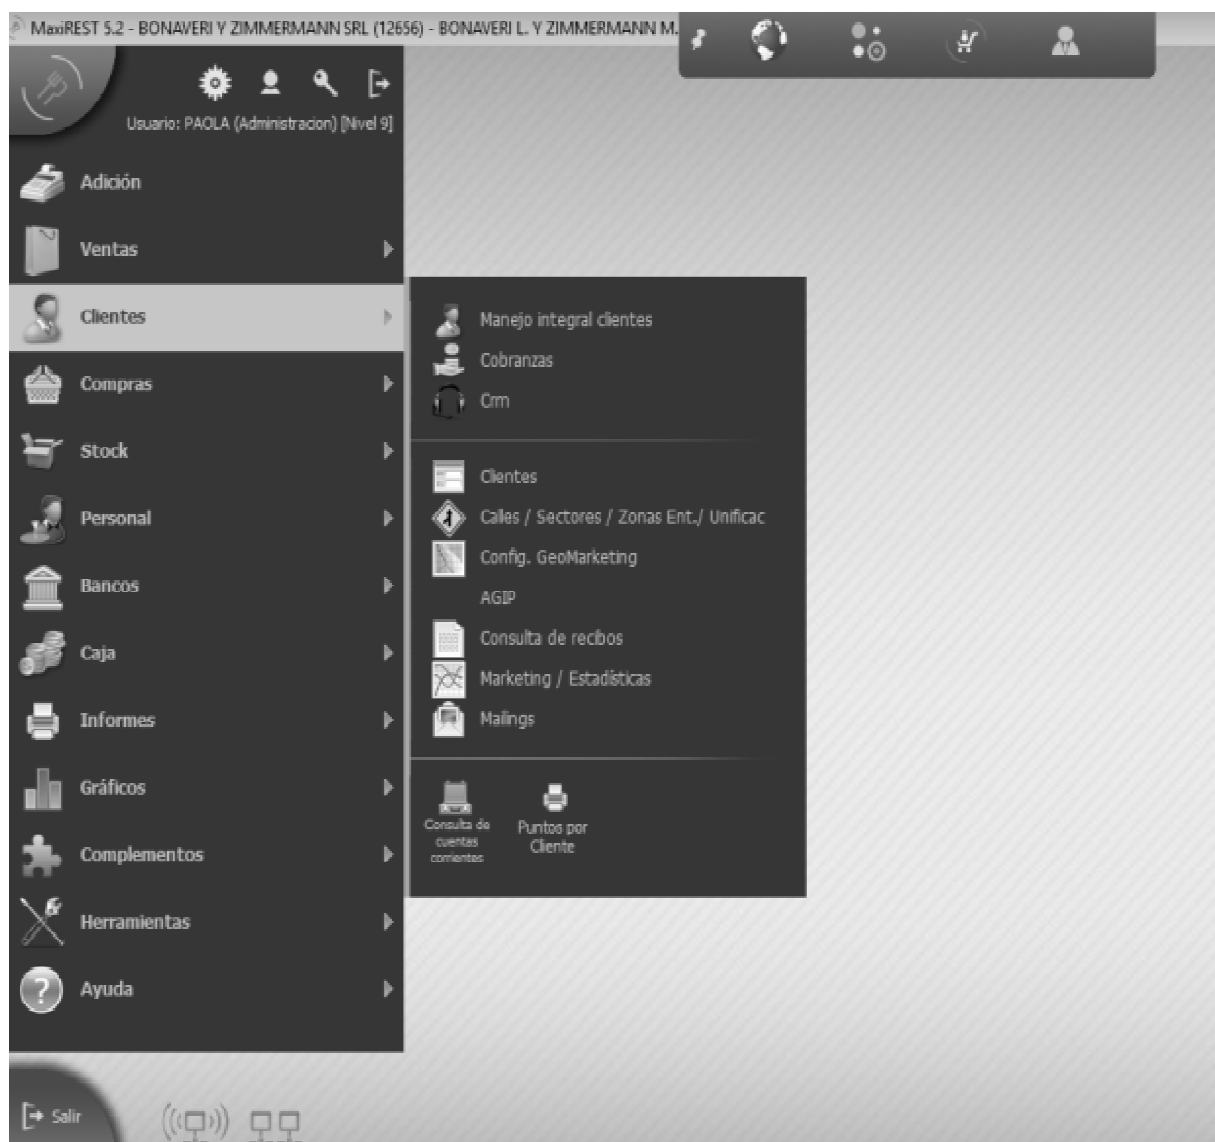 MaxiREST 5.2 - BONAVERI Y ZIMMERMANN SRL (12656) - BONAVERI L. Y ZIMMERMANN M.
Usuario: PAOLA (Administracion) [Nivel 9]
Adición
Ventas
Clientes
Compras
Stock
Personal
Bancos
Caja
Informes
Gráficos
Complementos
Herramientas
Ayuda
Salir
Manejo integral clientes
Cobranzas
Crm
Clientes
Calles / Sectores / Zonas Ent./ Unificac
Config. GeoMarketing
AGIP
Consulta de recibos
Marketing / Estadísticas
Mailings
Consulta de
cuentas
corrientes
Puntos por
Cliente